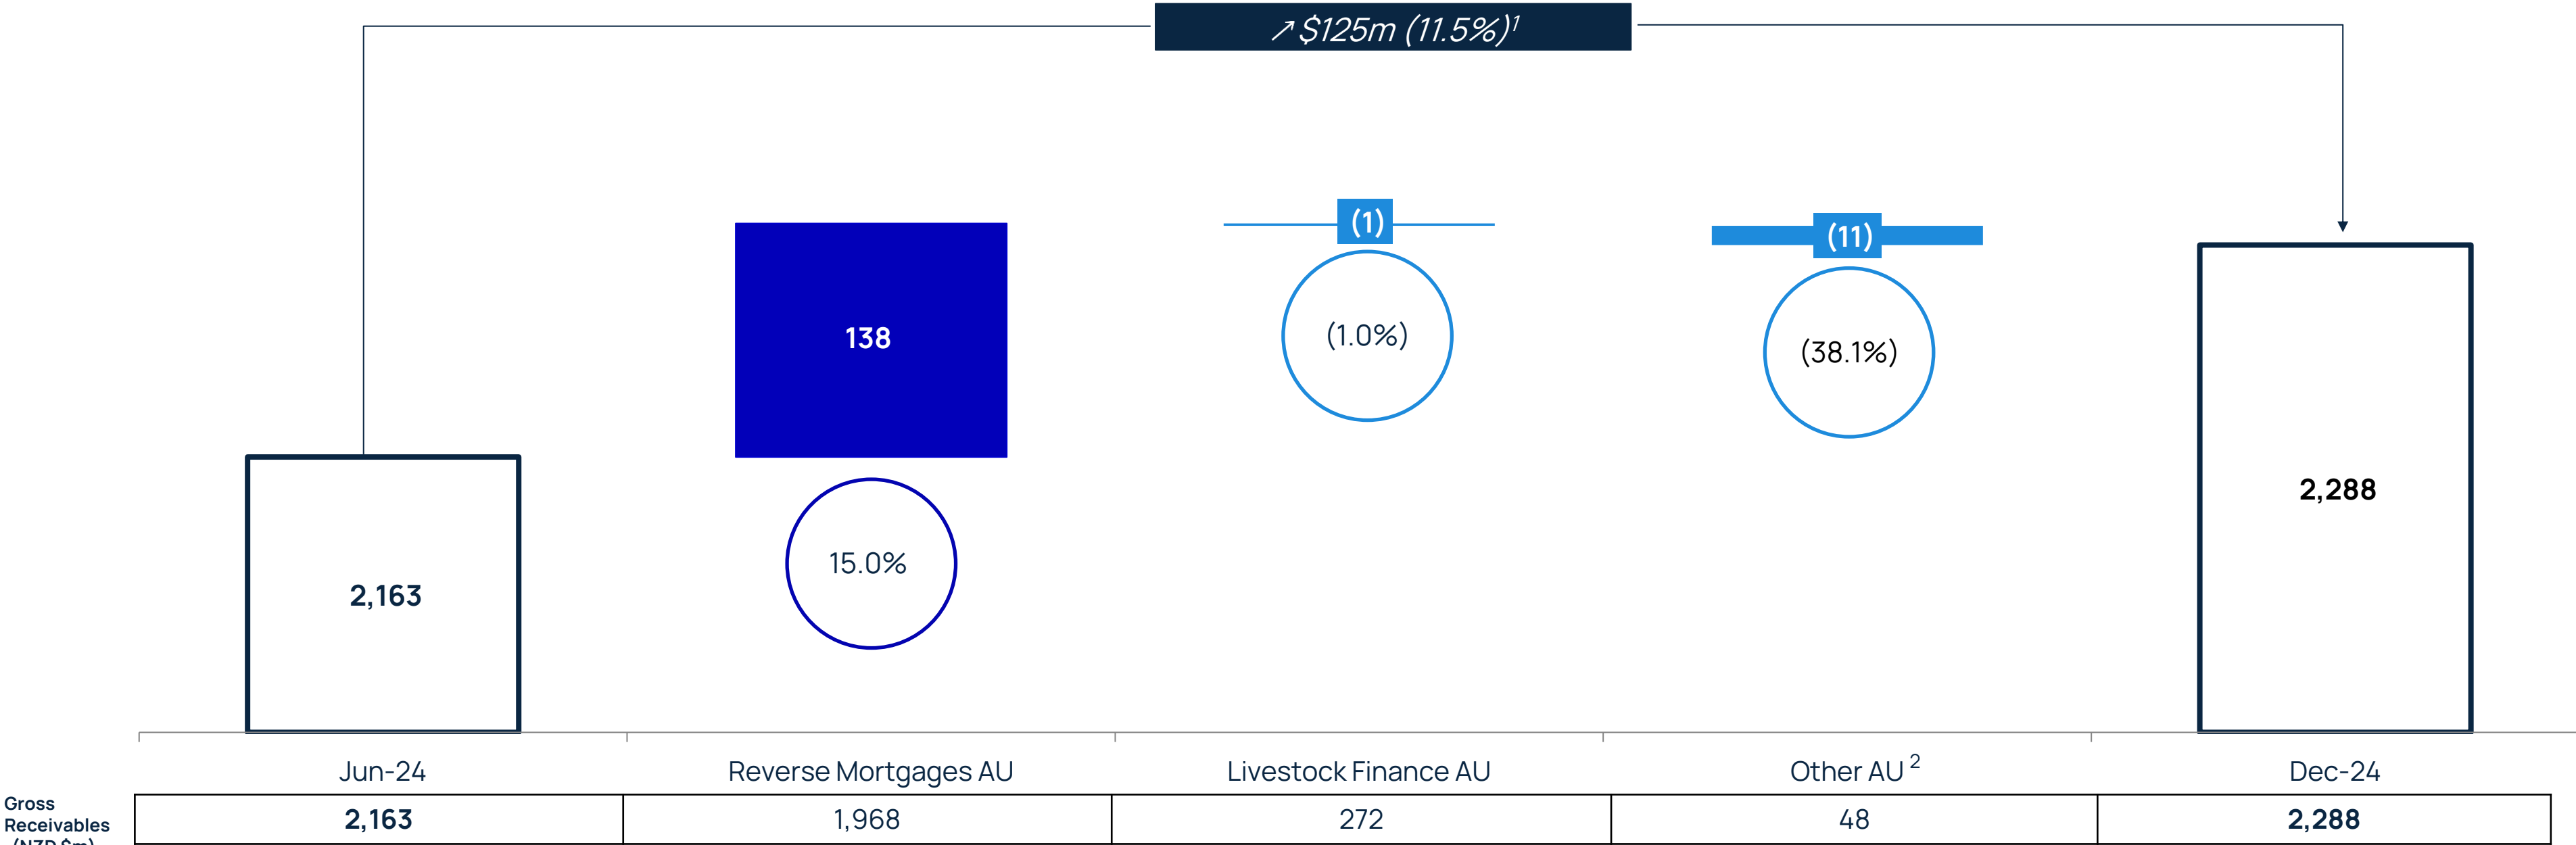 ↗ $125m (11.5%)¹
(1)
(11)
138
(1.0%)
(38.1%)
2,163
15.0%
2,288
Jun-24
Reverse Mortgages AU
Livestock Finance AU
Other AU ²
Dec-24
Gross
Receivables
(NZD $m)
2,163
1,968
272
48
2,288